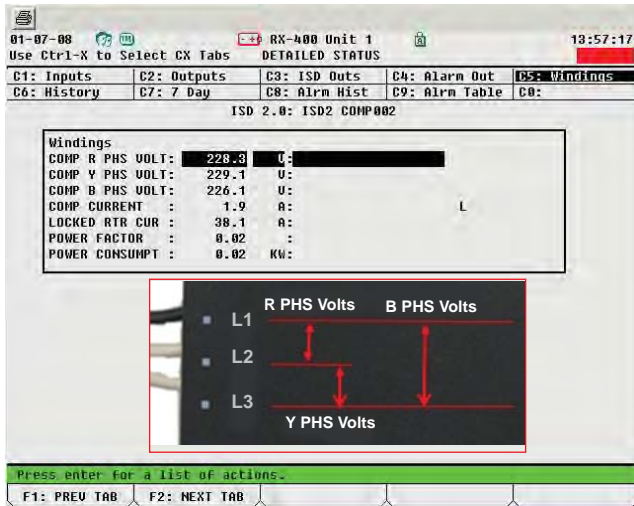 01-07-08 RX-400 Unit 1 13:57:17
Use Ctrl-X to Select CX Tabs DETAILED STATUS
C1: Inputs C2: Outputs C3: ISD Outs C4: Alarm Out C5: Windings
C6: History C7: 7 Day C8: Alrm Hist C9: Alrm Table C0:
ISD 2.0: ISD2 COMP002
Windings
COMP R PHS VOLT: 228.3 V:
COMP Y PHS VOLT: 229.1 V:
COMP B PHS VOLT: 226.1 V:
COMP CURRENT : 1.9 A: L
LOCKED RTR CUR : 38.1 A:
POWER FACTOR : 0.02 :
POWER CONSUMPT : 0.02 KW:
R PHS Volts B PHS Volts
L1
L2
L3
Y PHS Volts
Press enter for a list of actions.
F1: PREV TAB F2: NEXT TAB